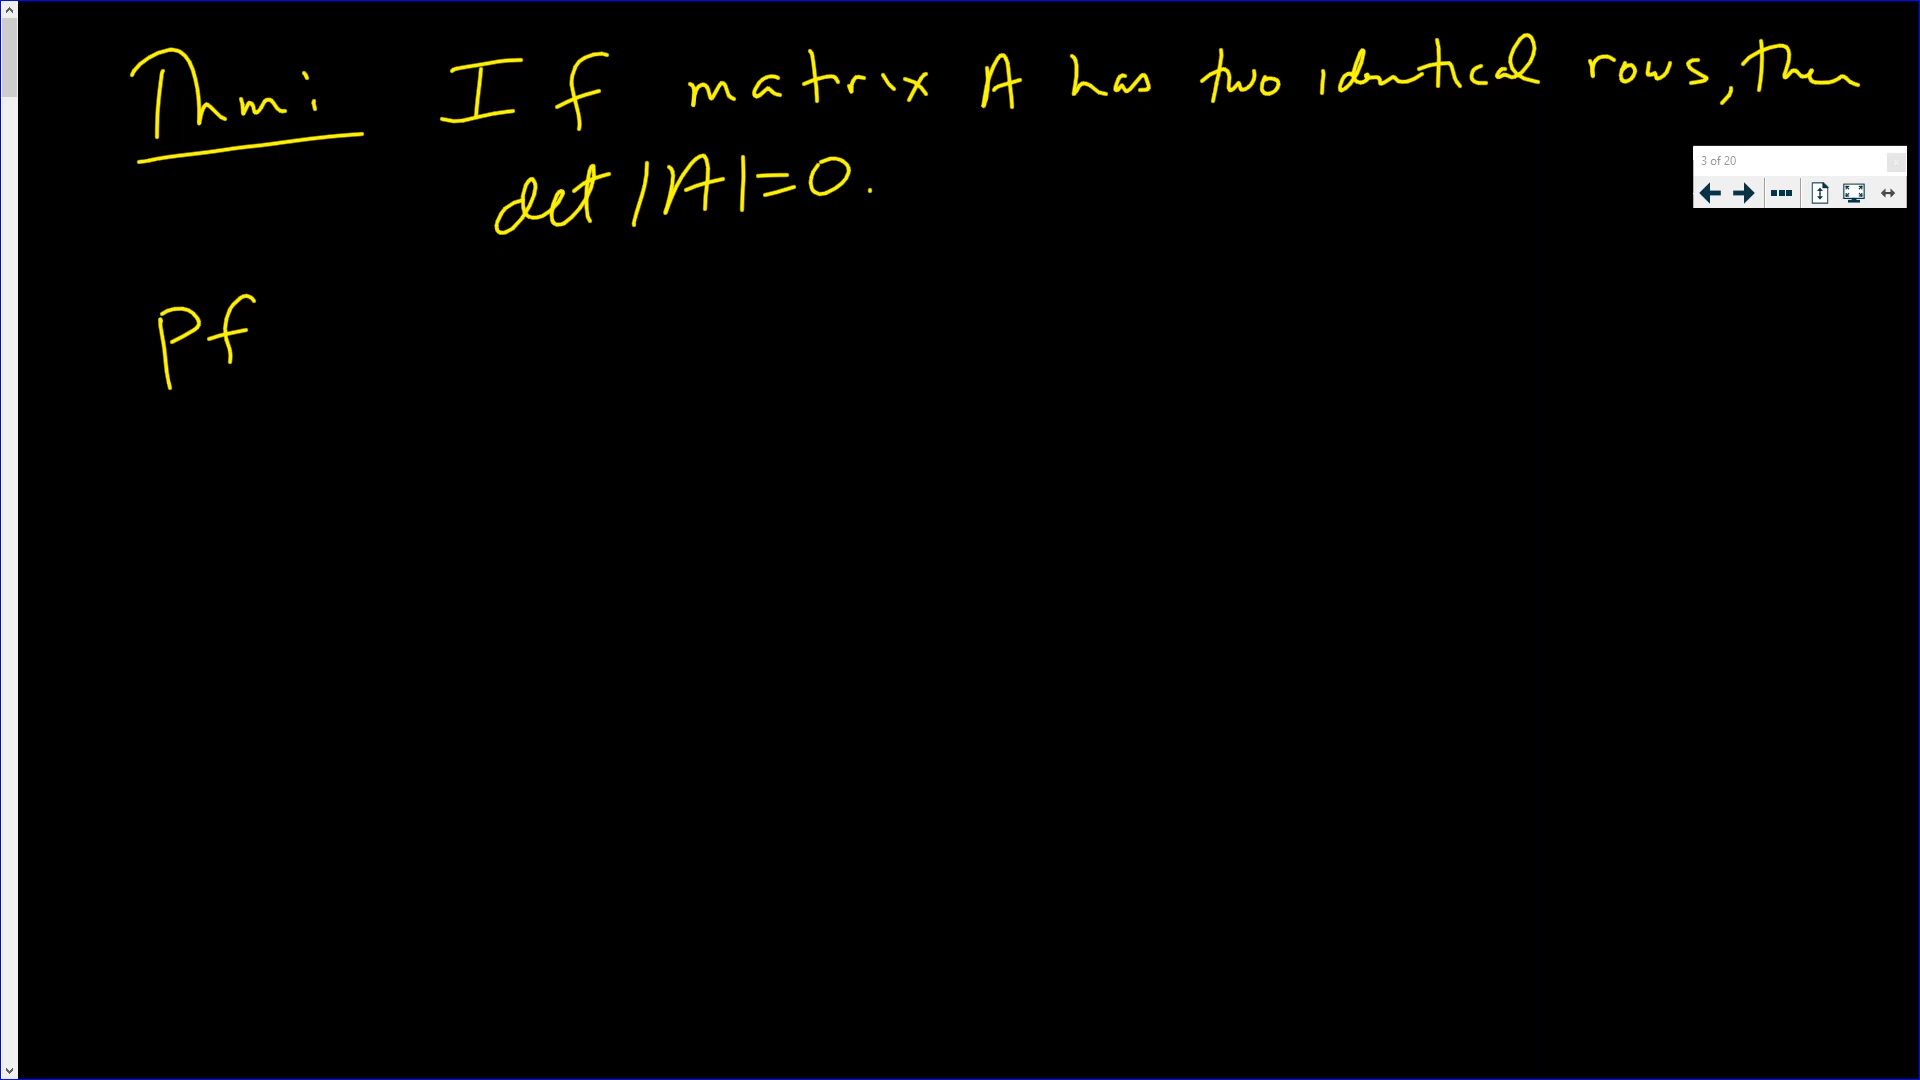 Thm: If matrix A has two identical rows, then
3 of 20
det |A| = 0.
Pf